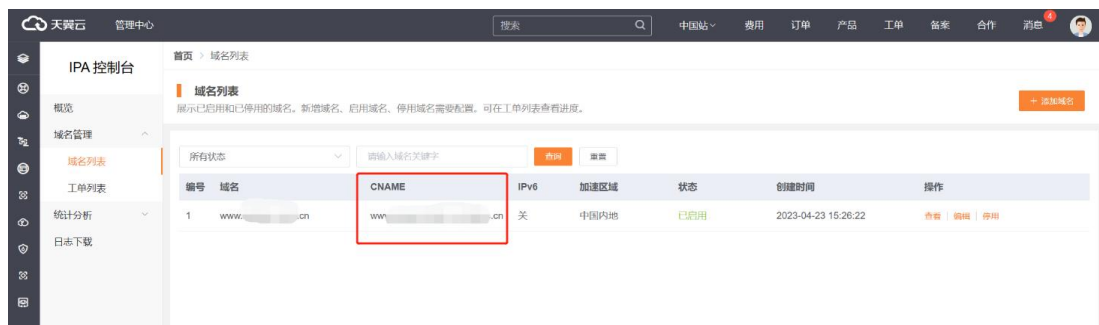 天翼云 管理中心 搜索 中国站 费用 订单 产品 工单 备案 合作 消息 4
IPA 控制台
概览
域名管理
域名列表
工单列表
统计分析
日志下载
首页 > 域名列表
域名列表
展示已启用和已停用的域名。新增域名、启用域名、停用域名需要配置。可在工单列表查看进度。
+ 添加域名
所有状态 请输入域名关键字 查询 重置
编号 域名 CNAME IPv6 加速区域 状态 创建时间 操作
1 www. .cn www .cn 关 中国内地 已启用 2023-04-23 15:26:22 查看 | 编辑 | 停用